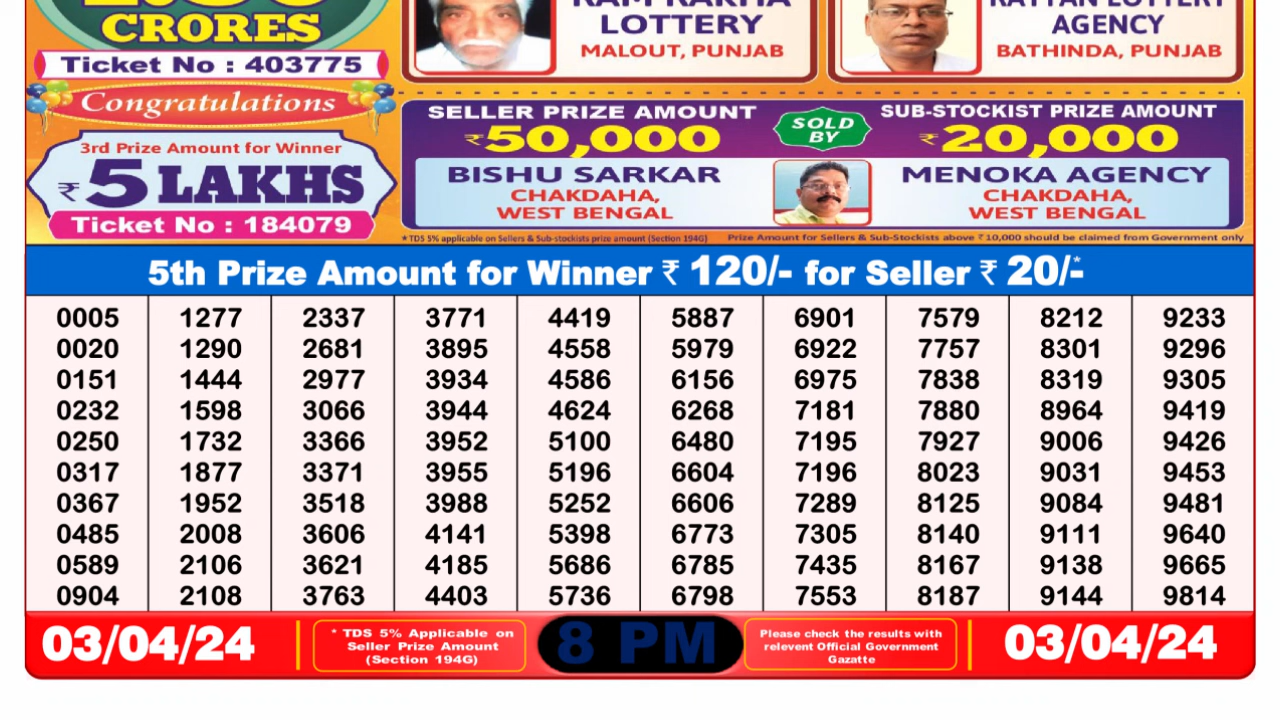 CRORES
Ticket No : 403775
LOTTERY
MALOUT, PUNJAB
AGENCY
BATHINDA, PUNJAB
Congratulations
3rd Prize Amount for Winner
₹ 5 LAKHS
Ticket No : 184079
SELLER PRIZE AMOUNT
₹50,000
SOLD
BY
SUB-STOCKIST PRIZE AMOUNT
₹20,000
BISHU SARKAR
CHAKDAHA,
WEST BENGAL
MENOKA AGENCY
CHAKDAHA,
WEST BENGAL
* TDS 5% applicable on Sellers & Sub-stockists prize amount (Section 194G)
Prize Amount for Sellers & Sub-Stockists above ₹10,000 should be claimed from Government only
5th Prize Amount for Winner ₹ 120/- for Seller ₹ 20/-*
0005 1277 2337 3771 4419 5887 6901 7579 8212 9233
0020 1290 2681 3895 4558 5979 6922 7757 8301 9296
0151 1444 2977 3934 4586 6156 6975 7838 8319 9305
0232 1598 3066 3944 4624 6268 7181 7880 8964 9419
0250 1732 3366 3952 5100 6480 7195 7927 9006 9426
0317 1877 3371 3955 5196 6604 7196 8023 9031 9453
0367 1952 3518 3988 5252 6606 7289 8125 9084 9481
0485 2008 3606 4141 5398 6773 7305 8140 9111 9640
0589 2106 3621 4185 5686 6785 7435 8167 9138 9665
0904 2108 3763 4403 5736 6798 7553 8187 9144 9814
03/04/24
* TDS 5% Applicable on
Seller Prize Amount
(Section 194G)
8 PM
Please check the results with
relevent Official Government
Gazatte
03/04/24